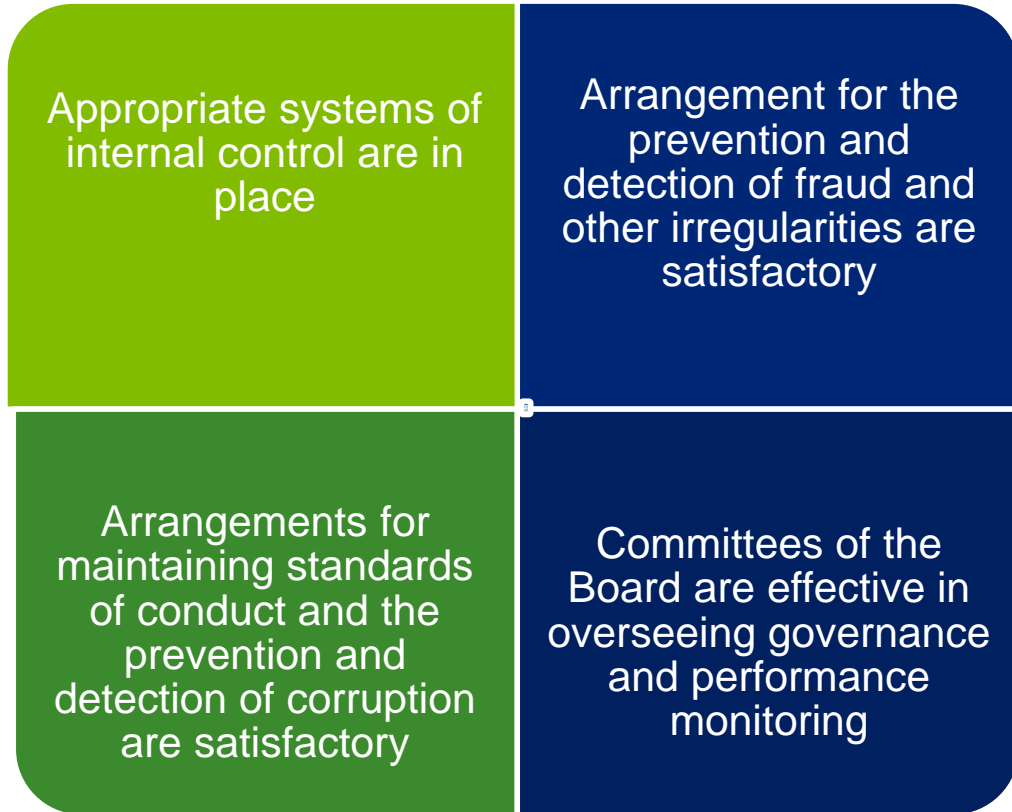 Appropriate systems of
internal control are in
place
Arrangement for the
prevention and
detection of fraud and
other irregularities are
satisfactory
Arrangements for
maintaining standards
of conduct and the
prevention and
detection of corruption
are satisfactory
Committees of the
Board are effective in
overseeing governance
and performance
monitoring